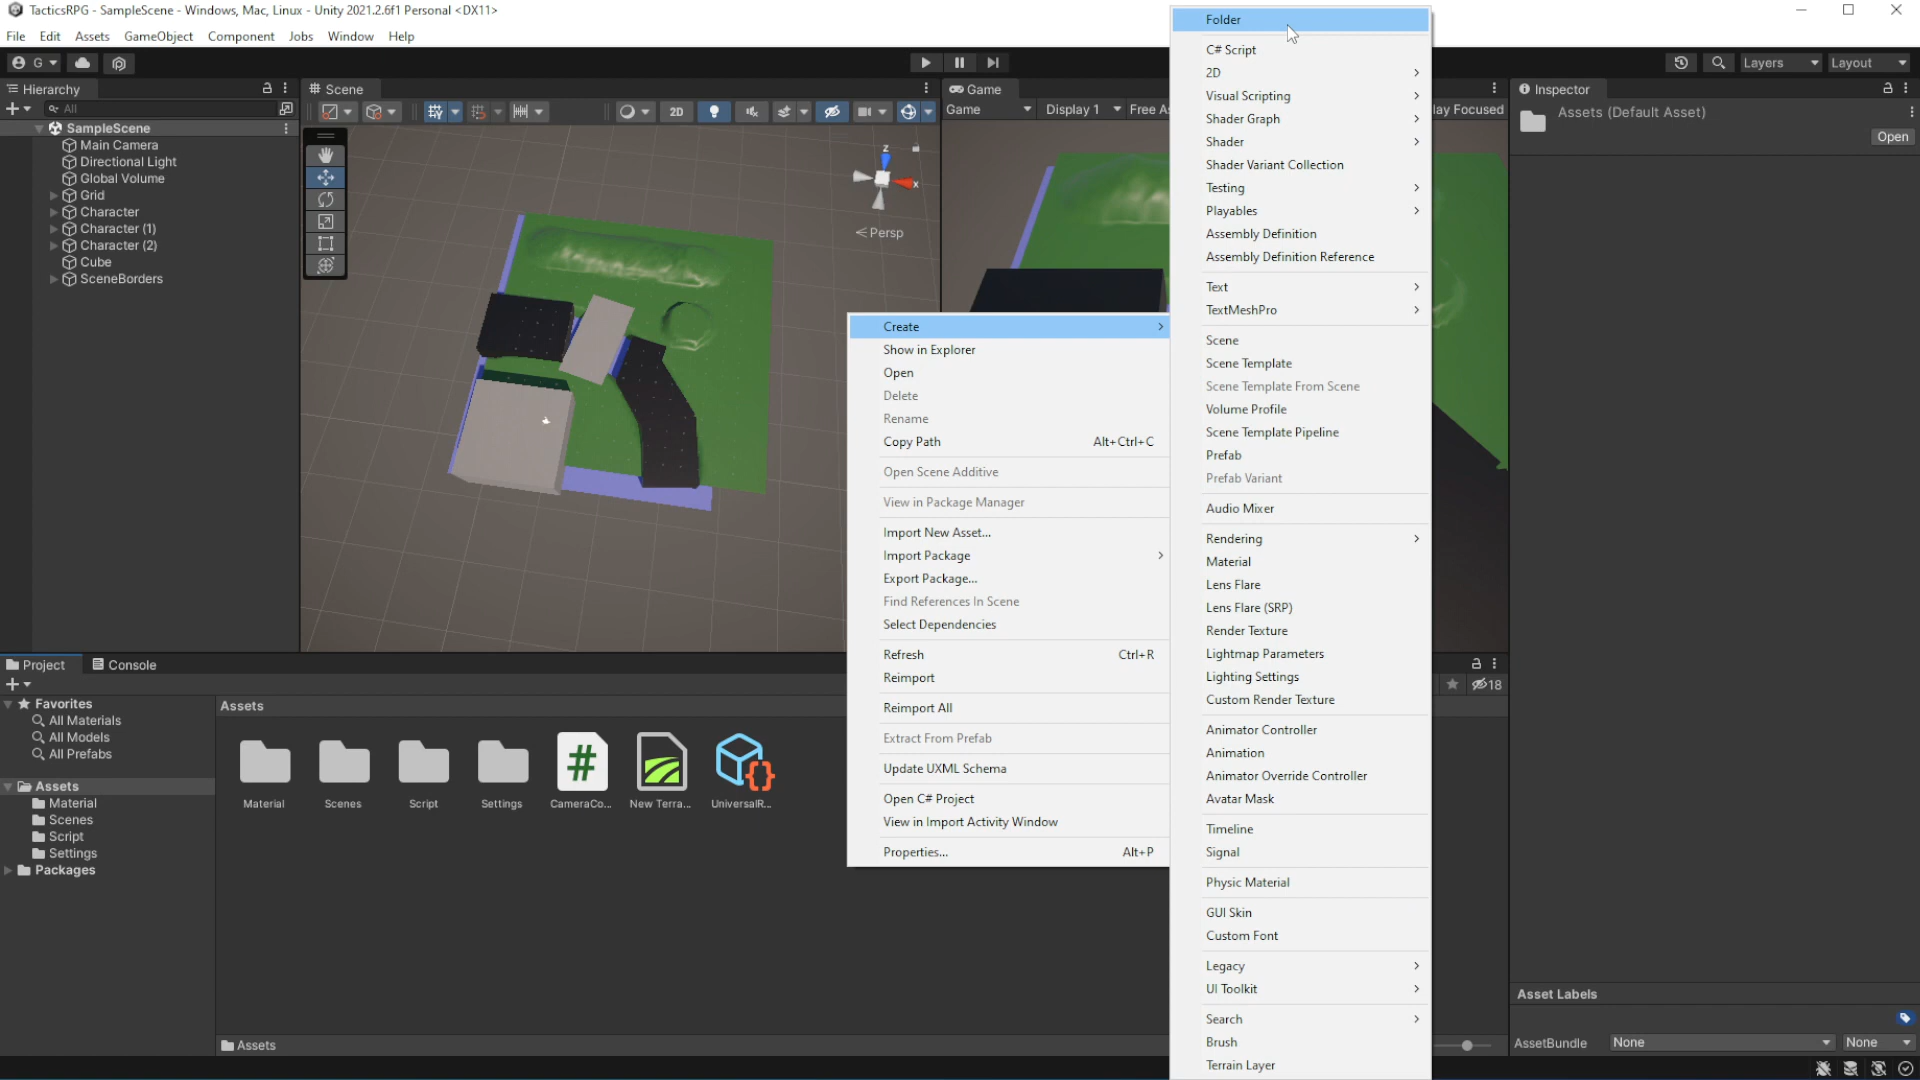 TacticsRPG - SampleScene - Windows, Mac, Linux - Unity 2021.2.6f1 Personal <DX11>
File Edit Assets GameObject Component Jobs Window Help
G
Layers Layout
Hierarchy
All
SampleScene
Main Camera
Directional Light
Global Volume
Grid
Character
Character (1)
Character (2)
Cube
SceneBorders
Scene
2D
z
x
Persp
Game
Game Display 1 Free As
lay Focused
Inspector
Assets (Default Asset)
Open
Create
Show in Explorer
Open
Delete
Rename
Copy Path Alt+Ctrl+C
Open Scene Additive
View in Package Manager
Import New Asset...
Import Package
Export Package...
Find References In Scene
Select Dependencies
Refresh Ctrl+R
Reimport
Reimport All
Extract From Prefab
Update UXML Schema
Open C# Project
View in Import Activity Window
Properties... Alt+P
Folder
C# Script
2D
Visual Scripting
Shader Graph
Shader
Shader Variant Collection
Testing
Playables
Assembly Definition
Assembly Definition Reference
Text
TextMeshPro
Scene
Scene Template
Scene Template From Scene
Volume Profile
Scene Template Pipeline
Prefab
Prefab Variant
Audio Mixer
Rendering
Material
Lens Flare
Lens Flare (SRP)
Render Texture
Lightmap Parameters
Lighting Settings
Custom Render Texture
Animator Controller
Animation
Animator Override Controller
Avatar Mask
Timeline
Signal
Physic Material
GUI Skin
Custom Font
Legacy
UI Toolkit
Search
Brush
Terrain Layer
Project Console
18
Favorites
All Materials
All Models
All Prefabs
Assets
Material
Scenes
Script
Settings
Packages
Assets
Material Scenes Script Settings CameraCo... New Terra... UniversalR...
Assets
Asset Labels
AssetBundle None None